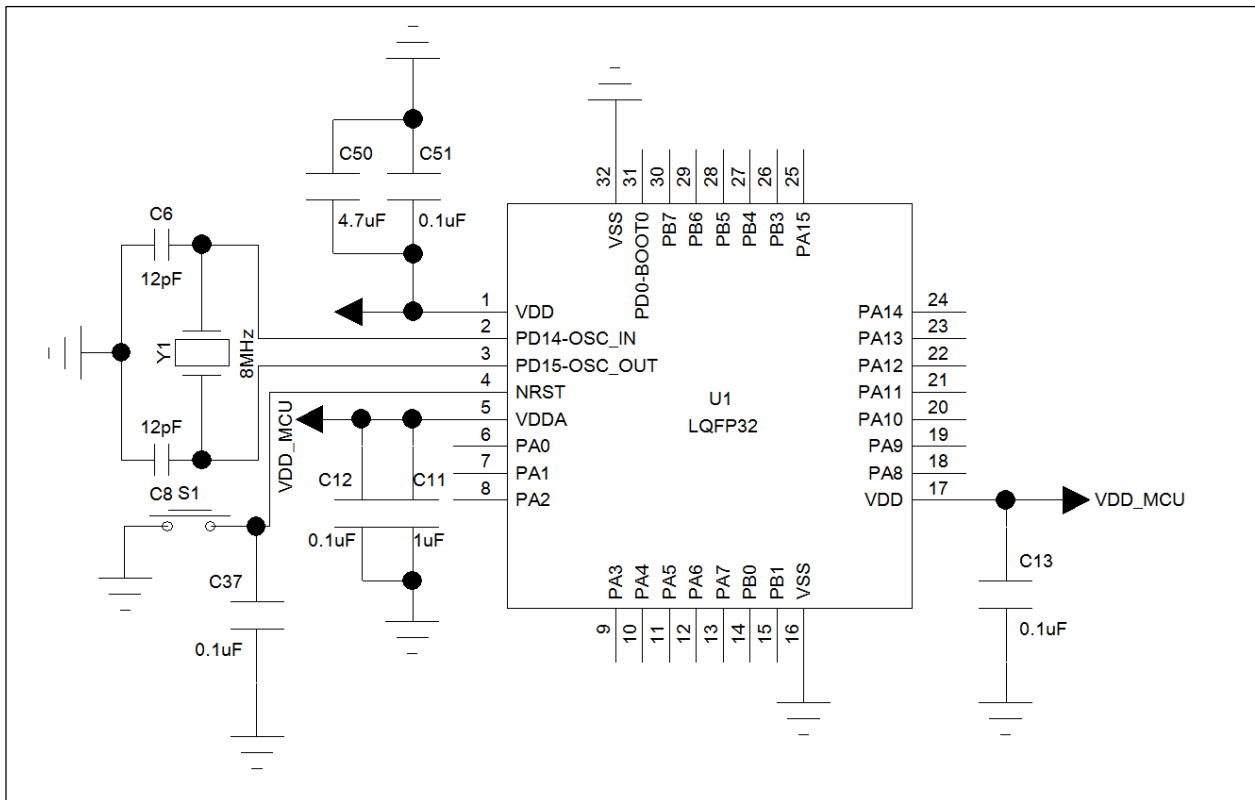 C50
C51
4.7uF
0.1uF
C6
12pF
Y1
8MHz
12pF
C8
S1
C37
0.1uF
VDD_MCU
C12
C11
0.1uF
1uF
32
31
30
29
28
27
26
25
VSS
PD0-BOOT0
PB7
PB6
PB5
PB4
PB3
PA15
1 VDD
2 PD14-OSC_IN
3 PD15-OSC_OUT
4 NRST
5 VDDA
6 PA0
7 PA1
8 PA2
U1
LQFP32
PA14 24
PA13 23
PA12 22
PA11 21
PA10 20
PA9 19
PA8 18
VDD 17
VDD_MCU
C13
0.1uF
PA3
PA4
PA5
PA6
PA7
PB0
PB1
VSS
9
10
11
12
13
14
15
16